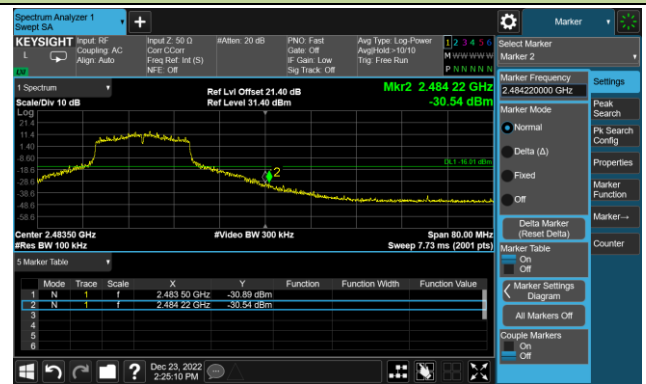 Spectrum Analyzer 1
Swept SA
Marker
KEYSIGHT Input: RF Input Z: 50 Ω #Atten: 20 dB PNO: Fast Avg Type: Log-Power 1 2 3 4 5 6
L Coupling: AC Corr CCorr Gate: Off Avg|Hold:>10/10 M W W W W W
Align: Auto Freq Ref: Int (S) IF Gain: Low Trig: Free Run
NFE: Off Sig Track: Off P N N N N N
Select Marker
Marker 2
1 Spectrum
Ref Lvl Offset 21.40 dB Mkr2 2.484 22 GHz
Scale/Div 10 dB Ref Level 31.40 dBm -30.54 dBm
Log
21.4
11.4
1.40
-8.60
-18.6
-28.6
-38.6
-48.6
-58.6
DL1 -16.01 dBm
2
Center 2.48350 GHz #Video BW 300 kHz Span 80.00 MHz
#Res BW 100 kHz Sweep 7.73 ms (2001 pts)
5 Marker Table
Mode Trace Scale X Y Function Function Width Function Value
1 N 1 f 2.483 50 GHz -30.89 dBm
2 N 1 f 2.484 22 GHz -30.54 dBm
3
4
5
6
Marker Frequency
2.484220000 GHz
Marker Mode
Normal
Delta (Δ)
Fixed
Off
Delta Marker
(Reset Delta)
Marker Table
On
Off
Marker Settings
Diagram
All Markers Off
Couple Markers
On
Off
Settings
Peak
Search
Pk Search
Config
Properties
Marker
Function
Marker→
Counter
Dec 23, 2022
2:25:10 PM